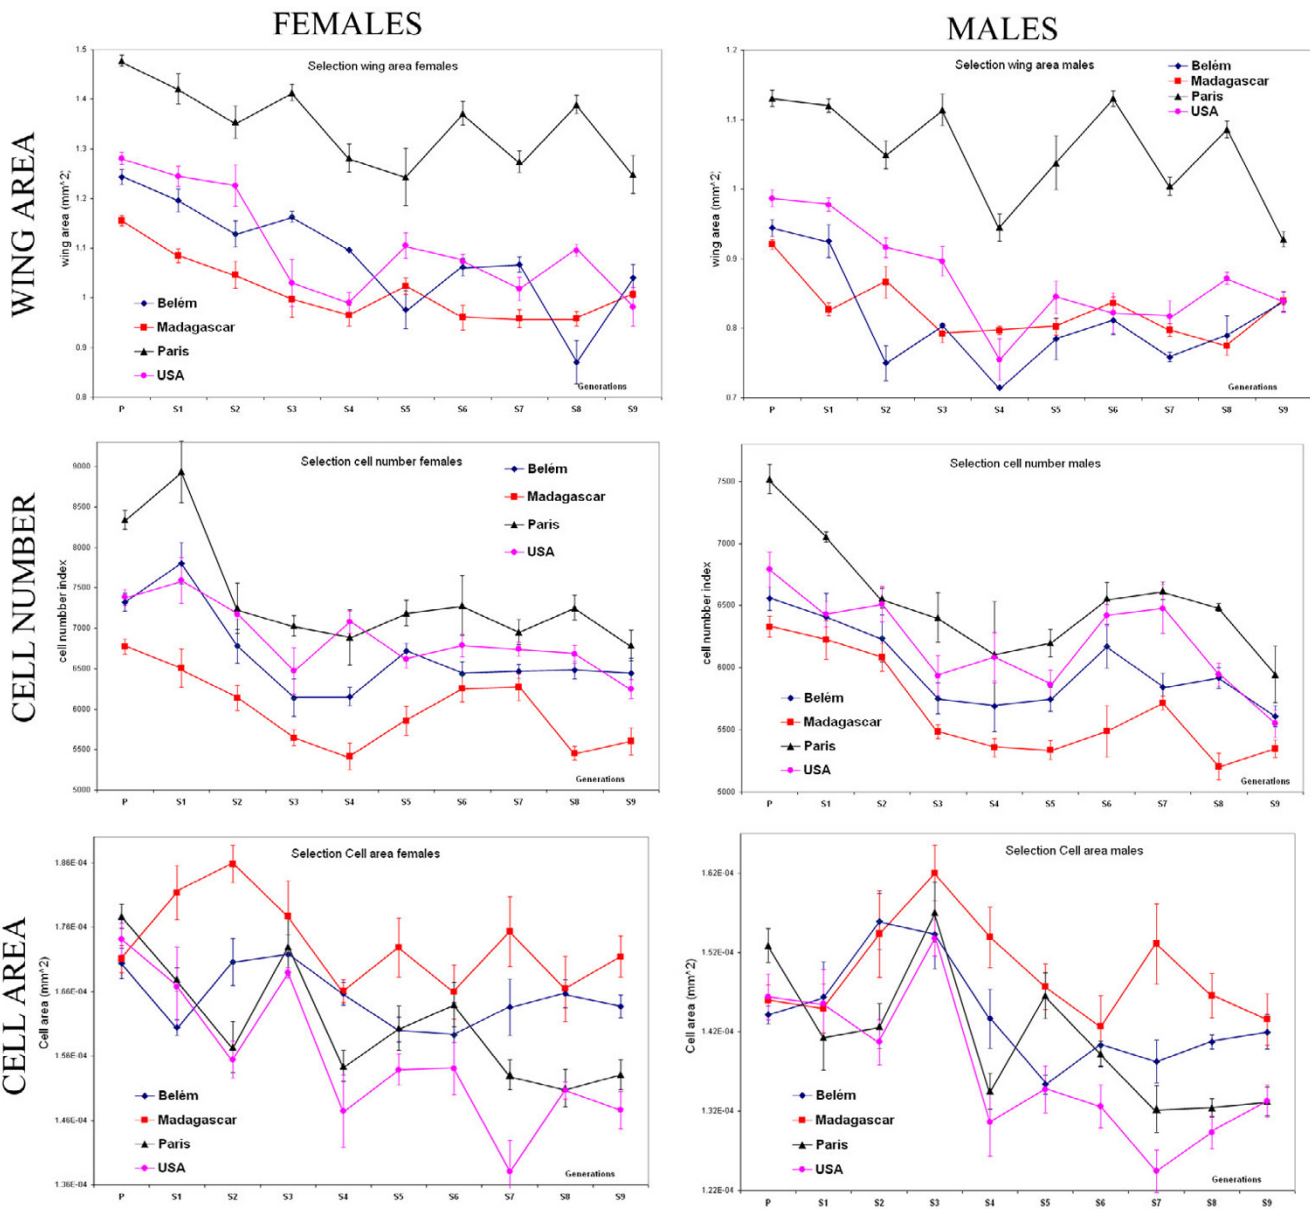 FEMALES
MALES
WING AREA
Selection wing area females
wing area (mm^2;
1.5
1.4
1.3
1.2
1.1
1
0.9
0.8
Belém
Madagascar
Paris
USA
Generations
P S1 S2 S3 S4 S5 S6 S7 S8 S9
Selection wing area males
wing area (mm^2;
1.2
1.1
1
0.9
0.8
0.7
Belém
Madagascar
Paris
USA
Generations
P S1 S2 S3 S4 S5 S6 S7 S8 S9
CELL NUMBER
Selection cell number females
cell number index
9000
8500
8000
7500
7000
6500
6000
5500
5000
Belém
Madagascar
Paris
USA
Generations
P S1 S2 S3 S4 S5 S6 S7 S8 S9
Selection cell number males
cell number index
7500
7000
6500
6000
5500
5000
Belém
Madagascar
Paris
USA
Generations
P S1 S2 S3 S4 S5 S6 S7 S8 S9
CELL AREA
Selection Cell area females
Cell area (mm^2)
1.86E-04
1.76E-04
1.66E-04
1.56E-04
1.46E-04
1.36E-04
Belém
Madagascar
Paris
USA
Generations
P S1 S2 S3 S4 S5 S6 S7 S8 S9
Selection Cell area males
Cell area (mm^2)
1.62E-04
1.52E-04
1.42E-04
1.32E-04
1.22E-04
Belém
Madagascar
Paris
USA
Generations
P S1 S2 S3 S4 S5 S6 S7 S8 S9